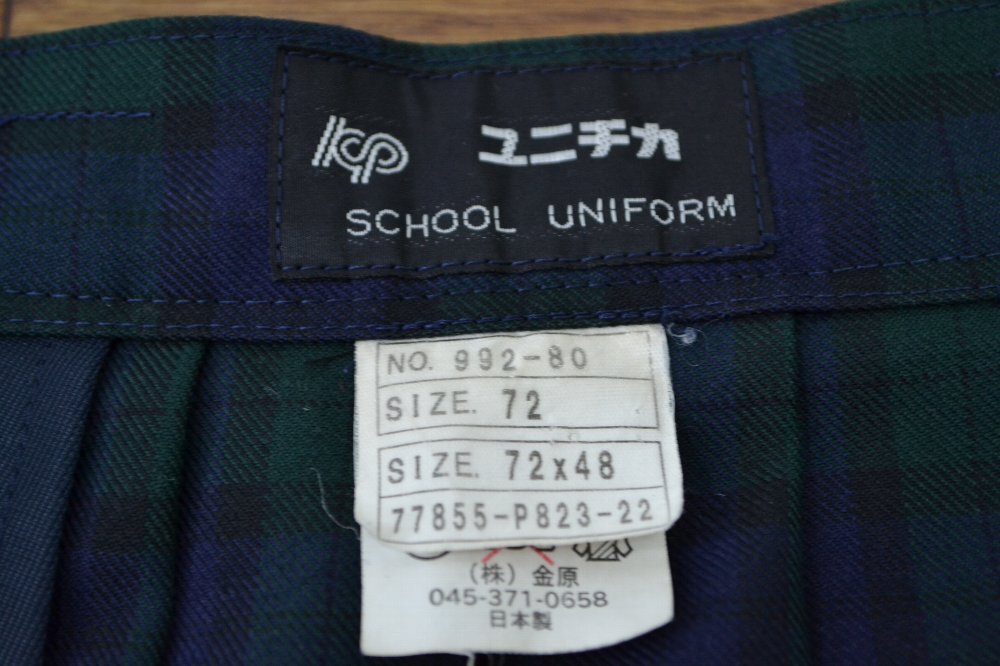 KSP ユニチカ
SCHOOL UNIFORM
NO. 992-80
SIZE. 72
SIZE. 72x48
77855-P823-22
(株) 金原
045-371-0658
日本製